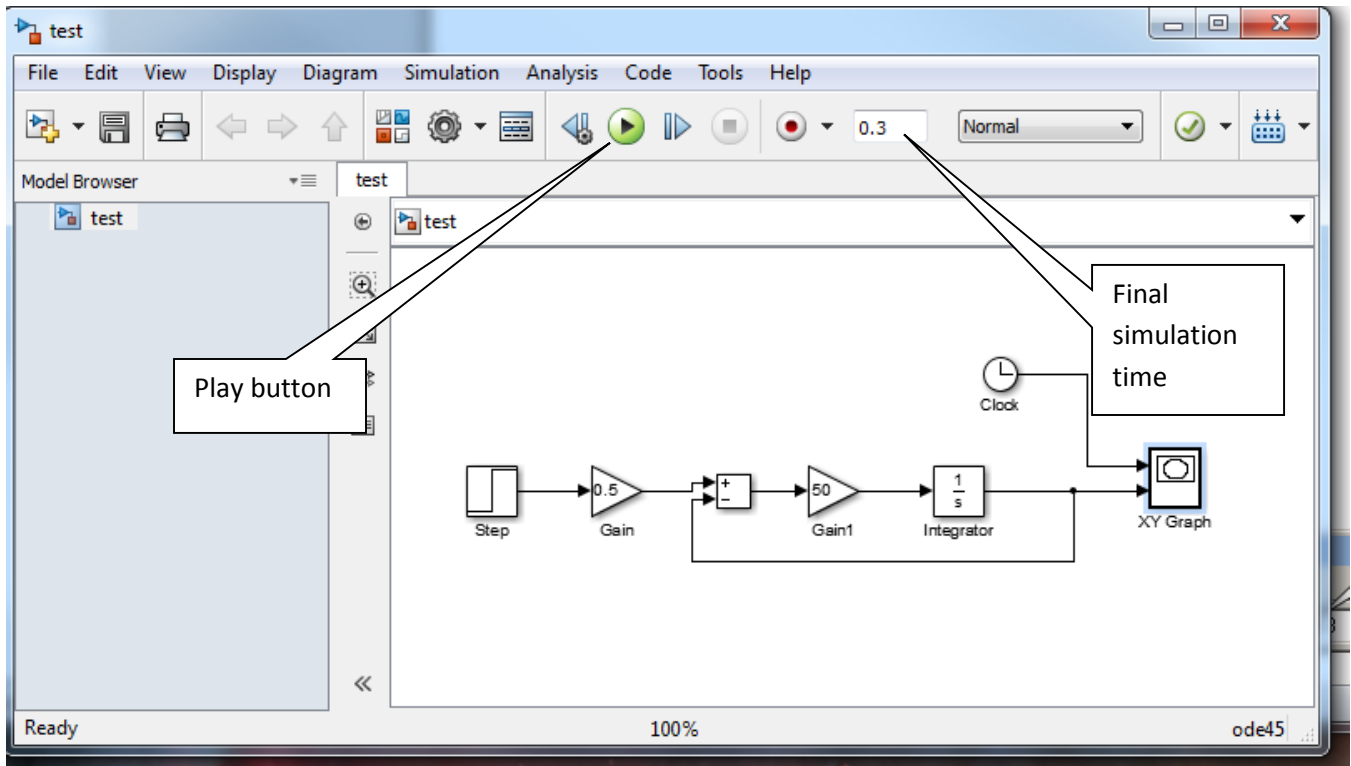 test
File Edit View Display Diagram Simulation Analysis Code Tools Help
0.3 Normal
Model Browser
test
test
test
Play button
Final
simulation
time
Clock
0.5
+
−
50
1
s
Step
Gain
Gain1
Integrator
XY Graph
Ready 100% ode45